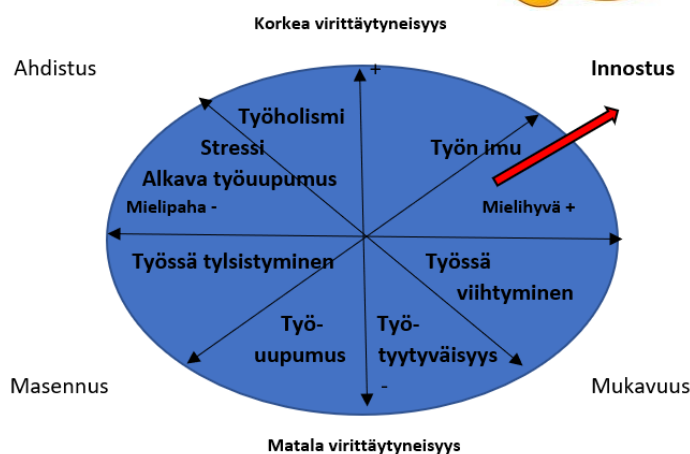 Korkea virittäytyneisyys
+
Ahdistus
Innostus
Työholismi
Stressi
Työn imu
Alkava työuupumus
Mielipaha -
Mielihyvä +
Työssä tylsistyminen
Työssä
viihtyminen
Työ-
uupumus
Työ-
tyytyväisyys
-
Masennus
Mukavuus
Matala virittäytyneisyys